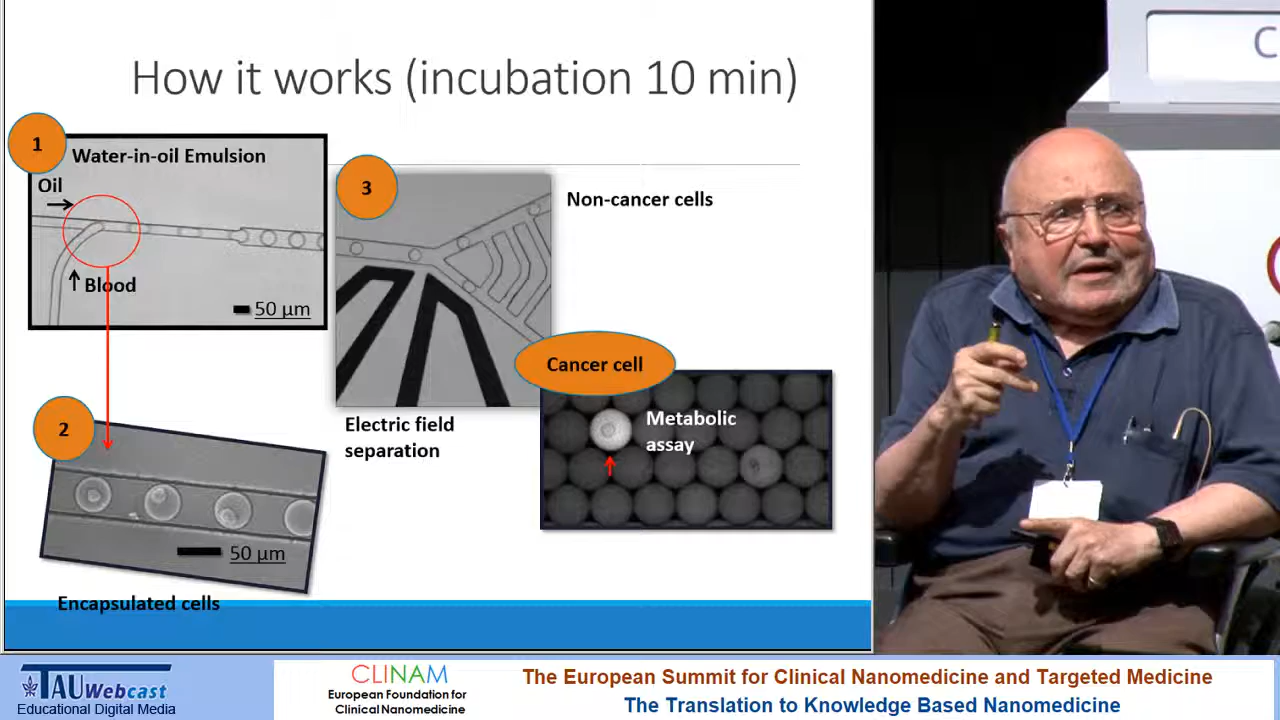 How it works (incubation 10 min)
1
Water-in-oil Emulsion
Oil
Blood
50 µm
2
50 µm
Encapsulated cells
3
Non-cancer cells
Electric field
separation
Cancer cell
Metabolic
assay
C
TAU Webcast
Educational Digital Media
CLINAM
European Foundation for
Clinical Nanomedicine
The European Summit for Clinical Nanomedicine and Targeted Medicine
The Translation to Knowledge Based Nanomedicine